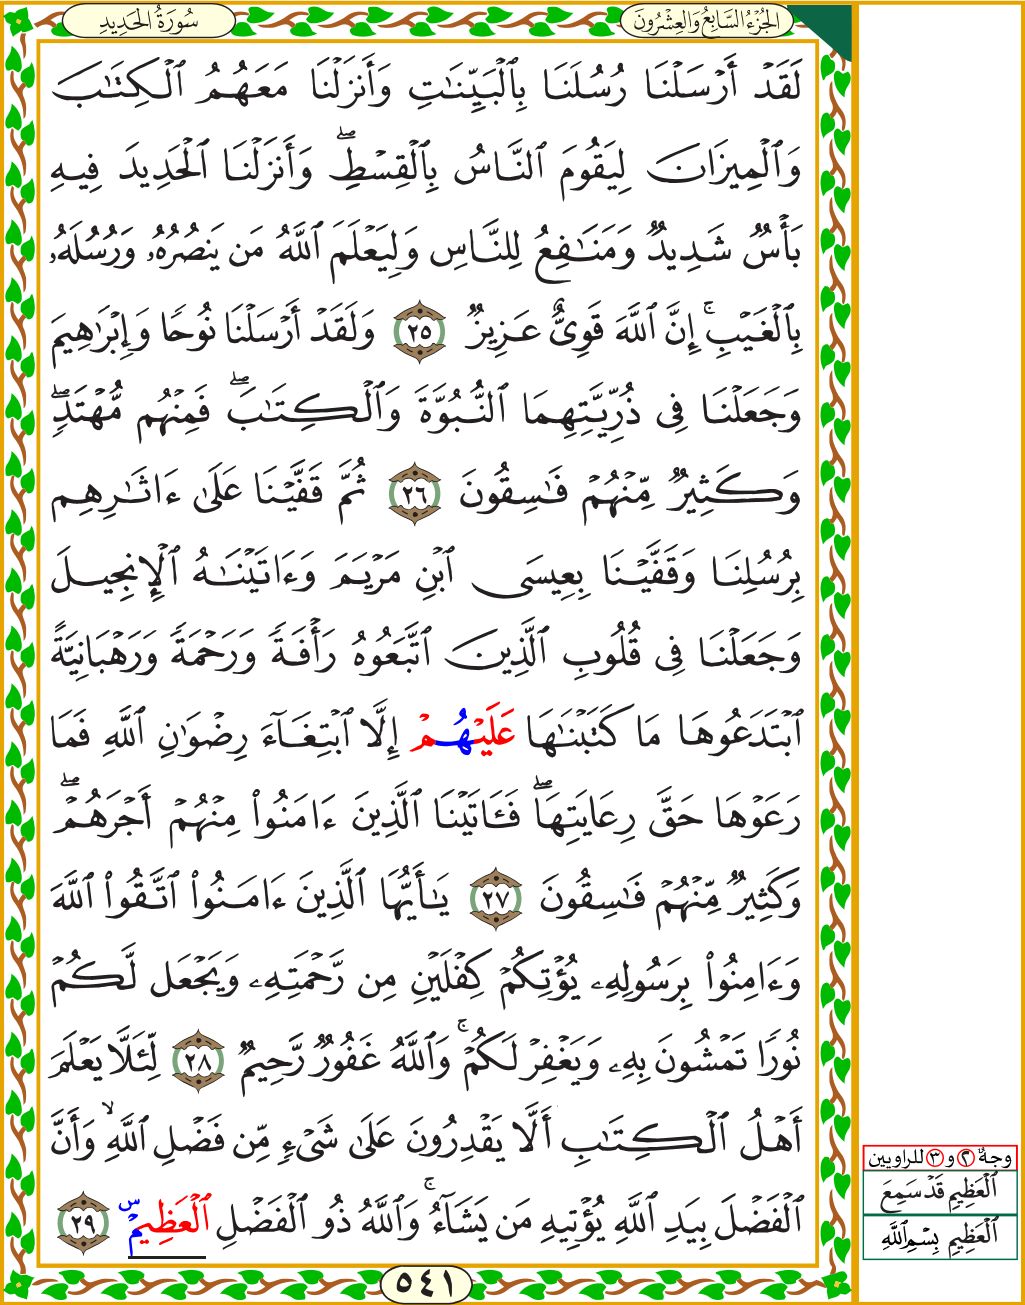 الجُزْءُ السَّابِعُ وَالعِشْرُونَ
سُورَةُ الحَدِيدِ
لَقَدۡ أَرۡسَلۡنَا رُسُلَنَا بِٱلۡبَيِّنَٰتِ وَأَنزَلۡنَا مَعَهُمُ ٱلۡكِتَٰبَ
وَٱلۡمِيزَانَ لِيَقُومَ ٱلنَّاسُ بِٱلۡقِسۡطِۖ وَأَنزَلۡنَا ٱلۡحَدِيدَ فِيهِ
بَأۡسٞ شَدِيدٞ وَمَنَٰفِعُ لِلنَّاسِ وَلِيَعۡلَمَ ٱللَّهُ مَن يَنصُرُهُۥ وَرُسُلَهُۥ
بِٱلۡغَيۡبِۚ إِنَّ ٱللَّهَ قَوِيٌّ عَزِيزٞ ٢٥ وَلَقَدۡ أَرۡسَلۡنَا نُوحٗا وَإِبۡرَٰهِيمَ
وَجَعَلۡنَا فِي ذُرِّيَّتِهِمَا ٱلنُّبُوَّةَ وَٱلۡكِتَٰبَۖ فَمِنۡهُم مُّهۡتَدٖۖ
وَكَثِيرٞ مِّنۡهُمۡ فَٰسِقُونَ ٢٦ ثُمَّ قَفَّيۡنَا عَلَىٰ ءَاثَٰرِهِم
بِرُسُلِنَا وَقَفَّيۡنَا بِعِيسَى ٱبۡنِ مَرۡيَمَ وَءَاتَيۡنَٰهُ ٱلۡإِنجِيلَ
وَجَعَلۡنَا فِي قُلُوبِ ٱلَّذِينَ ٱتَّبَعُوهُ رَأۡفَةٗ وَرَحۡمَةٗ وَرَهۡبَانِيَّةً
ٱبۡتَدَعُوهَا مَا كَتَبۡنَٰهَا عَلَيۡهُمۡ إِلَّا ٱبۡتِغَآءَ رِضۡوَٰنِ ٱللَّهِ فَمَا
رَعَوۡهَا حَقَّ رِعَايَتِهَاۖ فَـَٔاتَيۡنَا ٱلَّذِينَ ءَامَنُواْ مِنۡهُمۡ أَجۡرَهُمۡۖ
وَكَثِيرٞ مِّنۡهُمۡ فَٰسِقُونَ ٢٧ يَٰٓأَيُّهَا ٱلَّذِينَ ءَامَنُواْ ٱتَّقُواْ ٱللَّهَ
وَءَامِنُواْ بِرَسُولِهِۦ يُؤۡتِكُمۡ كِفۡلَيۡنِ مِن رَّحۡمَتِهِۦ وَيَجۡعَل لَّكُمۡ
نُورٗا تَمۡشُونَ بِهِۦ وَيَغۡفِرۡ لَكُمۡۚ وَٱللَّهُ غَفُورٞ رَّحِيمٞ ٢٨ لِّئَلَّا يَعۡلَمَ
أَهۡلُ ٱلۡكِتَٰبِ أَلَّا يَقۡدِرُونَ عَلَىٰ شَيۡءٖ مِّن فَضۡلِ ٱللَّهِۙ وَأَنَّ
ٱلۡفَضۡلَ بِيَدِ ٱللَّهِ يُؤۡتِيهِ مَن يَشَآءُۚ وَٱللَّهُ ذُو ٱلۡفَضۡلِ ٱلۡعَظِيمِۡ س ٢٩
٥٤١
وجهٌ ٢ و ٣ للراويين
ٱلۡعَظِيمِ قَدۡ سَمِعَ
ٱلۡعَظِيمِ بِسۡمِ ٱللَّهِ